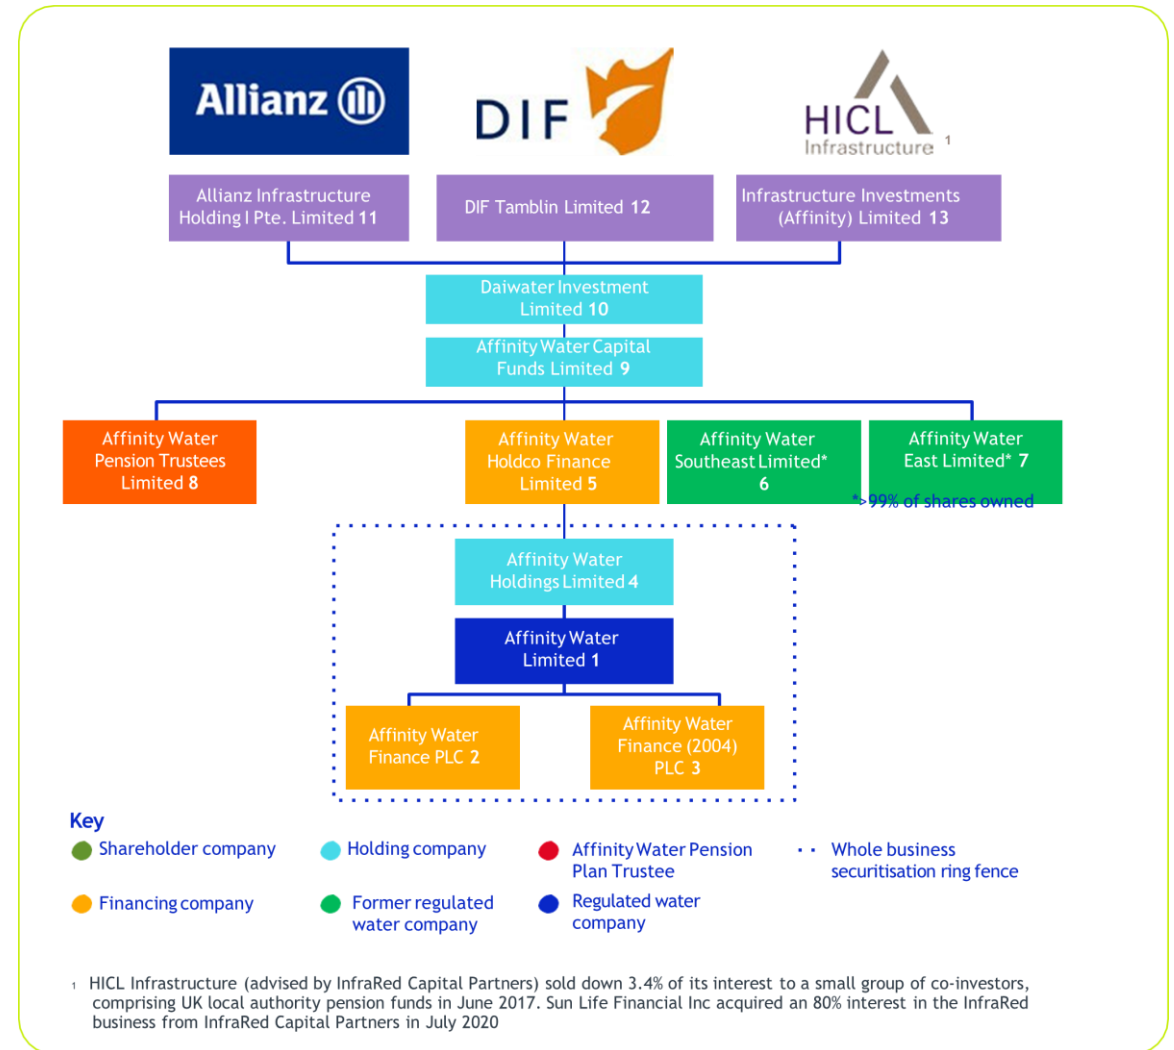 Allianz
DIF
HICL
Infrastructure 1
Allianz Infrastructure
Holding I Pte. Limited 11
DIF Tamblin Limited 12
Infrastructure Investments
(Affinity) Limited 13
Daiwater Investment
Limited 10
Affinity Water Capital
Funds Limited 9
Affinity Water
Pension Trustees
Limited 8
Affinity Water
Holdco Finance
Limited 5
Affinity Water
Southeast Limited*
6
Affinity Water
East Limited* 7
*>99% of shares owned
Affinity Water
Holdings Limited 4
Affinity Water
Limited 1
Affinity Water
Finance PLC 2
Affinity Water
Finance (2004)
PLC 3
Key
Shareholder company
Holding company
Affinity Water Pension
Plan Trustee
Whole business
securitisation ring fence
Financing company
Former regulated
water company
Regulated water
company
1 HICL Infrastructure (advised by InfraRed Capital Partners) sold down 3.4% of its interest to a small group of co-investors,
comprising UK local authority pension funds in June 2017. Sun Life Financial Inc acquired an 80% interest in the InfraRed
business from InfraRed Capital Partners in July 2020